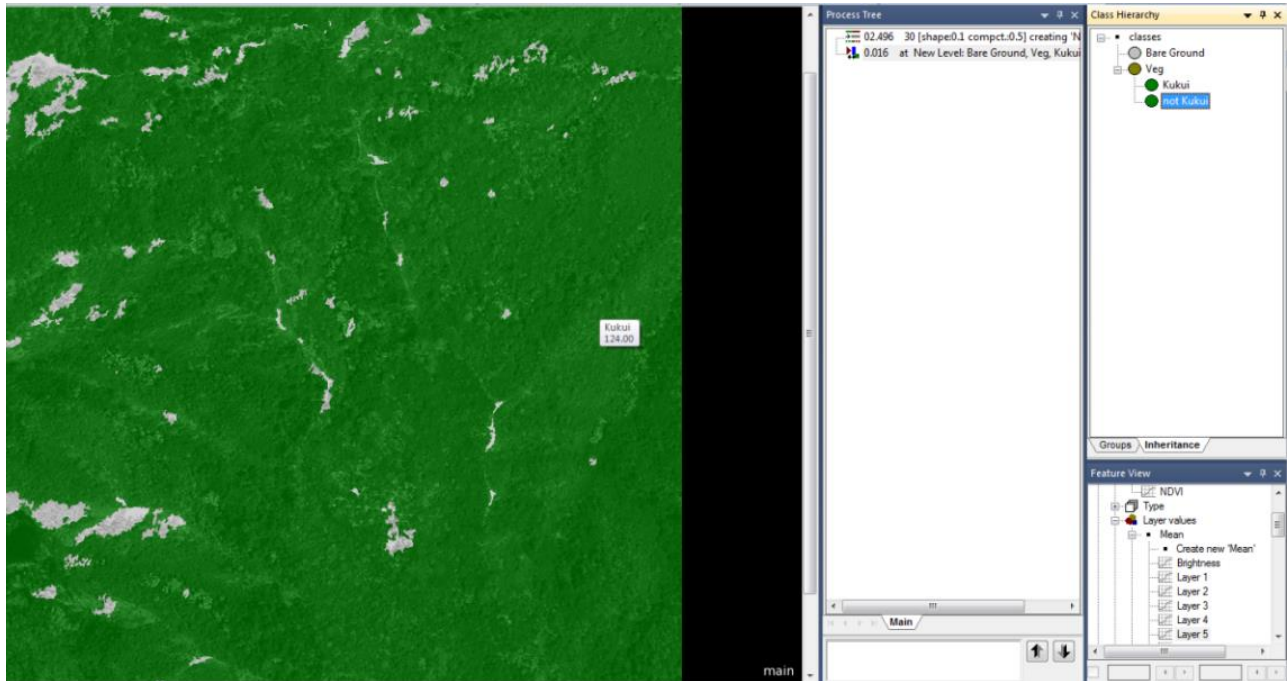 Kukui
124.00
main
Process Tree
02.496 30 [shape:0.1 compct.:0.5] creating 'N
0.016 at New Level: Bare Ground, Veg, Kukui
Main
Class Hierarchy
classes
Bare Ground
Veg
Kukui
not Kukui
Groups
Inheritance
Feature View
NDVI
Type
Layer values
Mean
Create new 'Mean'
Brightness
Layer 1
Layer 2
Layer 3
Layer 4
Layer 5